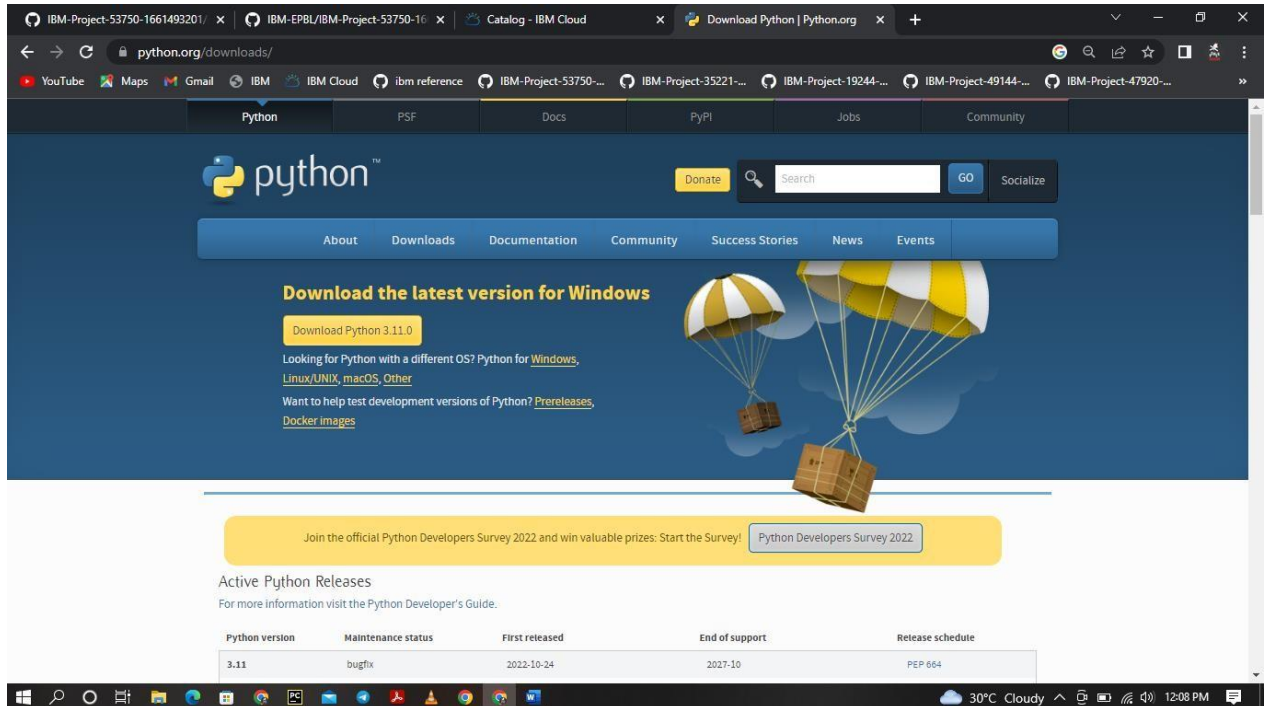 IBM-Project-53750-1661493201/
IBM-EPBL/IBM-Project-53750-16
Catalog - IBM Cloud
Download Python | Python.org
python.org/downloads/
YouTube Maps Gmail IBM IBM Cloud ibm reference IBM-Project-53750-... IBM-Project-35221-... IBM-Project-19244-... IBM-Project-49144-... IBM-Project-47920-... »
Python PSF Docs PyPI Jobs Community
python™
Donate Search GO Socialize
About Downloads Documentation Community Success Stories News Events
Download the latest version for Windows
Download Python 3.11.0
Looking for Python with a different OS? Python for Windows,
Linux/UNIX, macOS, Other
Want to help test development versions of Python? Prereleases,
Docker images
Join the official Python Developers Survey 2022 and win valuable prizes: Start the Survey! Python Developers Survey 2022
Active Python Releases
For more information visit the Python Developer's Guide.
Python version Maintenance status First released End of support Release schedule
3.11 bugfix 2022-10-24 2027-10 PEP 664
30°C Cloudy 12:08 PM